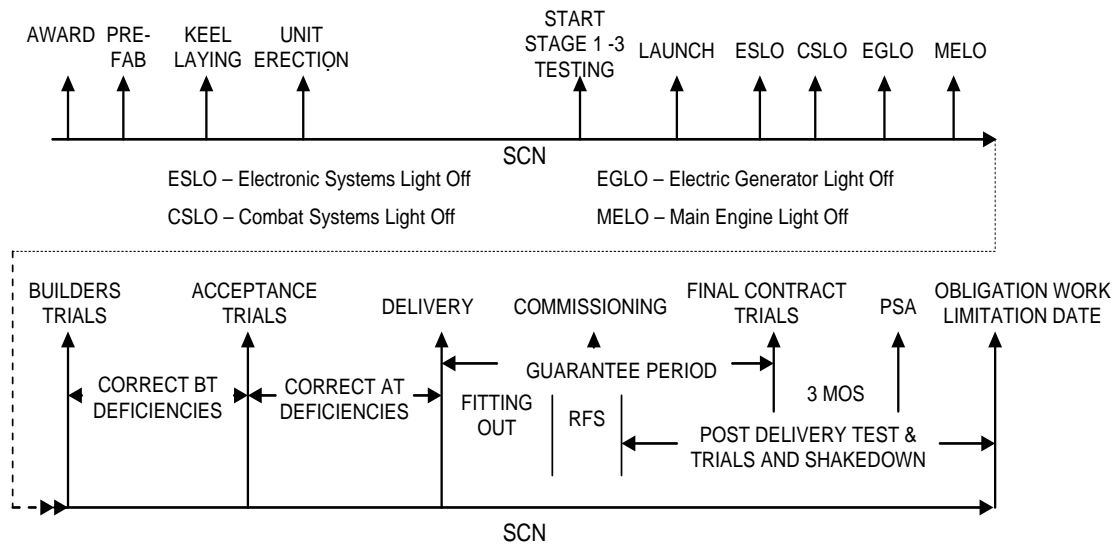 AWARD
PRE-
FAB
KEEL
LAYING
UNIT
ERECTION
START
STAGE 1 -3
TESTING
LAUNCH
ESLO
CSLO
EGLO
MELO
SCN
ESLO – Electronic Systems Light Off
EGLO – Electric Generator Light Off
CSLO – Combat Systems Light Off
MELO – Main Engine Light Off
BUILDERS
TRIALS
ACCEPTANCE
TRIALS
DELIVERY
COMMISSIONING
FINAL CONTRACT
TRIALS
PSA
OBLIGATION WORK
LIMITATION DATE
CORRECT BT
DEFICIENCIES
CORRECT AT
DEFICIENCIES
GUARANTEE PERIOD
FITTING
OUT
RFS
3 MOS
POST DELIVERY TEST &
TRIALS AND SHAKEDOWN
SCN